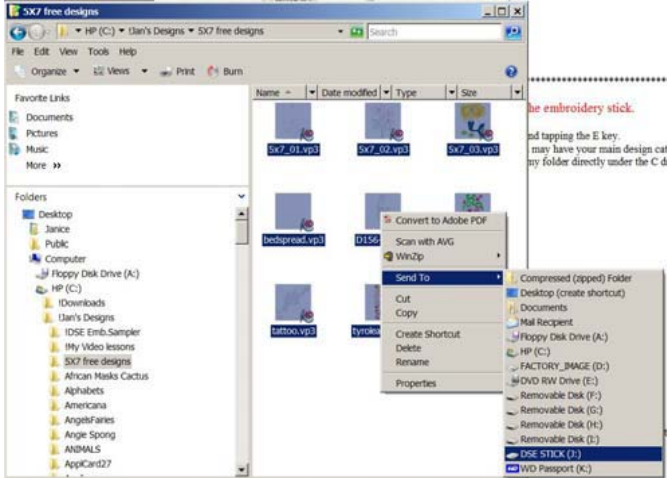 5X7 free designs
HP (C:) ▾ !Jan's Designs ▾ 5X7 free designs
Search
File Edit View Tools Help
Organize ▾ Views ▾ Print Burn
Favorite Links
Documents
Pictures
Music
More »
Folders
Desktop
Janice
Public
Computer
Floppy Disk Drive (A:)
HP (C:)
!Downloads
!Jan's Designs
!DSE Emb.Sampler
!My Video lessons
5X7 free designs
African Masks Cactus
Alphabets
Americana
AngelsFairies
Angie Spong
ANIMALS
AppliCard27
Name Date modified Type Size
5x7_01.vp3 5x7_02.vp3 5x7_03.vp3
bedspread.vp3 D156-
tattoo.vp3 tyrolea
Convert to Adobe PDF
Scan with AVG
WinZip
Send To
Cut
Copy
Create Shortcut
Delete
Rename
Properties
Compressed (zipped) Folder
Desktop (create shortcut)
Documents
Mail Recipient
Floppy Disk Drive (A:)
HP (C:)
FACTORY_IMAGE (D:)
DVD RW Drive (E:)
Removable Disk (F:)
Removable Disk (G:)
Removable Disk (H:)
Removable Disk (I:)
DSE STICK (J:)
WD Passport (K:)
he embroidery stick.
nd tapping the E key.
may have your main design cat
my folder directly under the C d